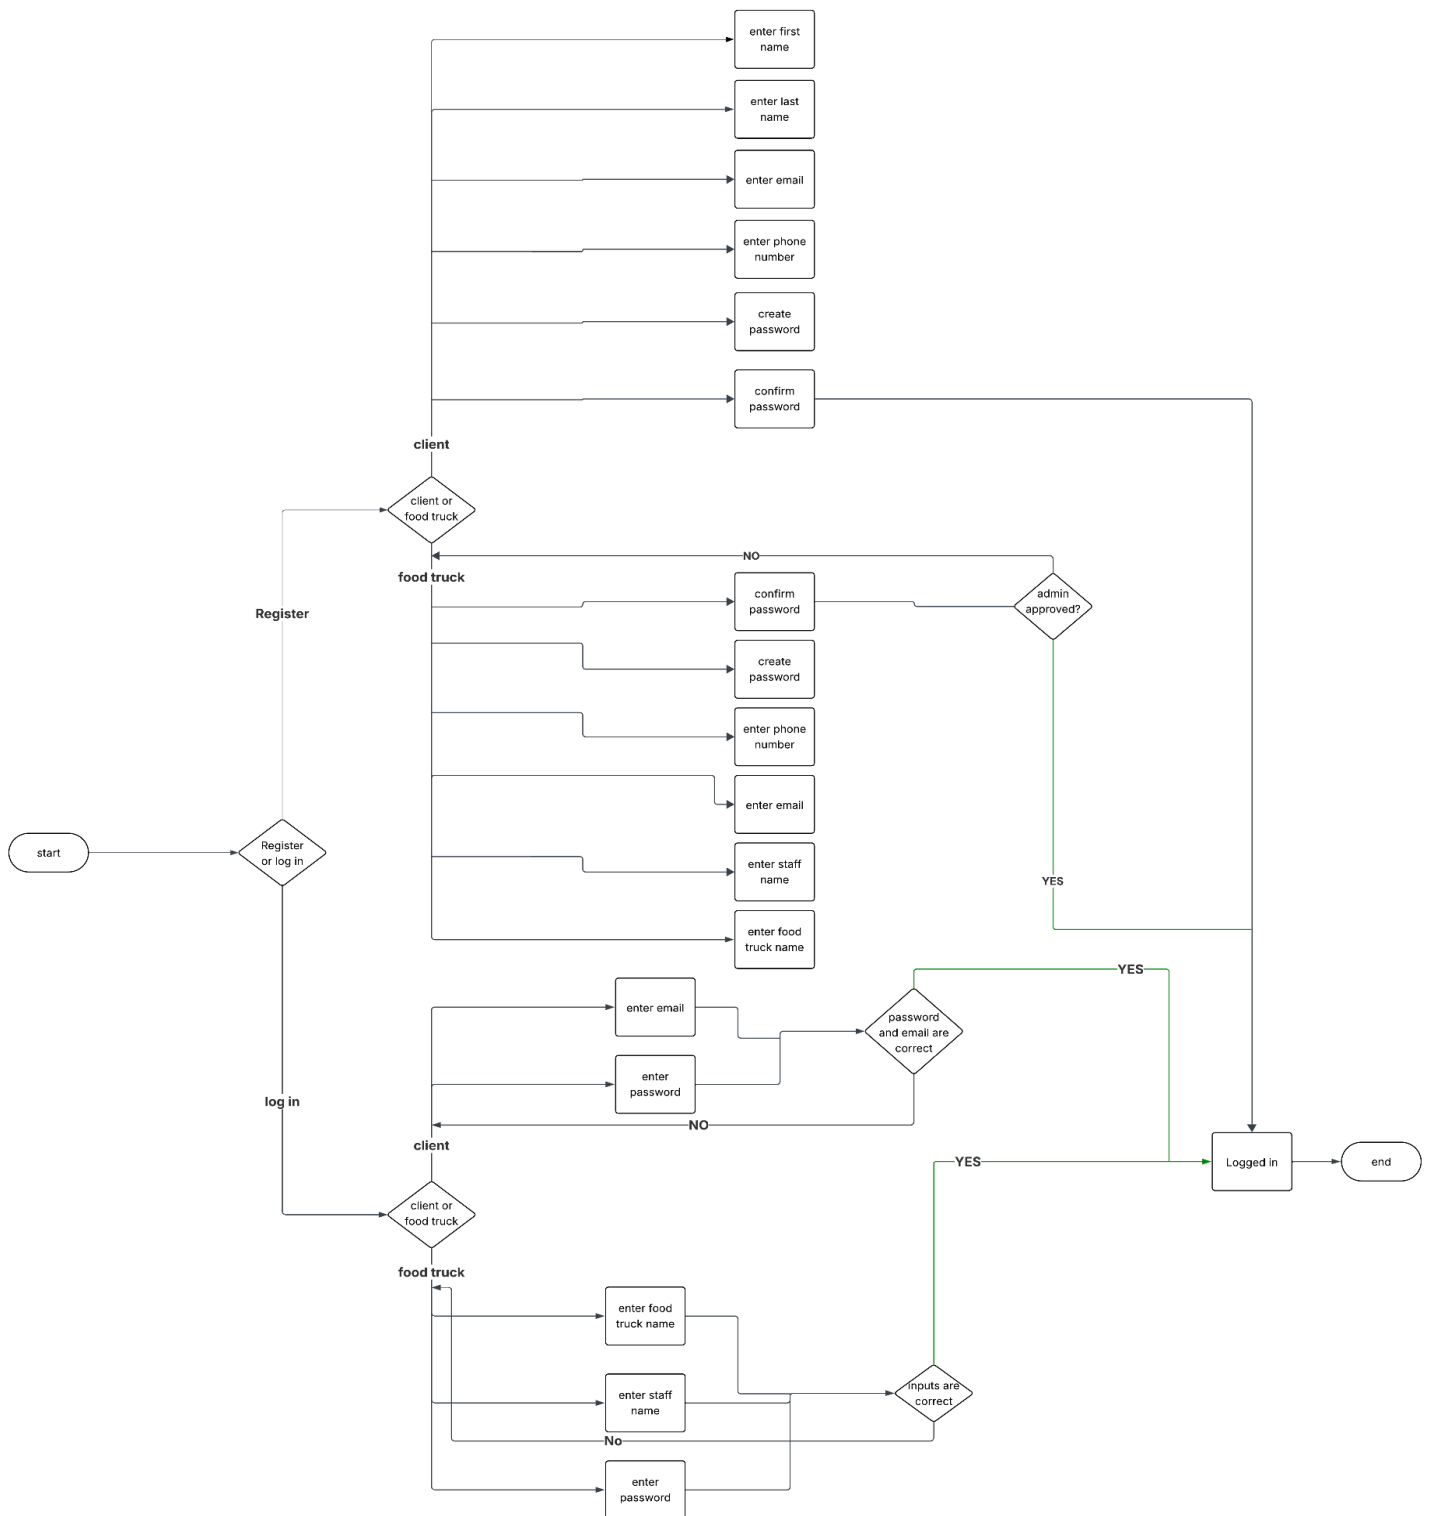 enter first
name
enter last
name
enter email
enter phone
number
create
password
confirm
password
client
client or
food truck
NO
food truck
confirm
password
admin
approved?
Register
create
password
enter phone
number
enter email
start
Register
or log in
enter staff
name
YES
enter food
truck name
YES
enter email
password
and email are
correct
enter
password
log in
NO
client
Logged in
end
YES
client or
food truck
food truck
enter food
truck name
inputs are
correct
enter staff
name
No
enter
password